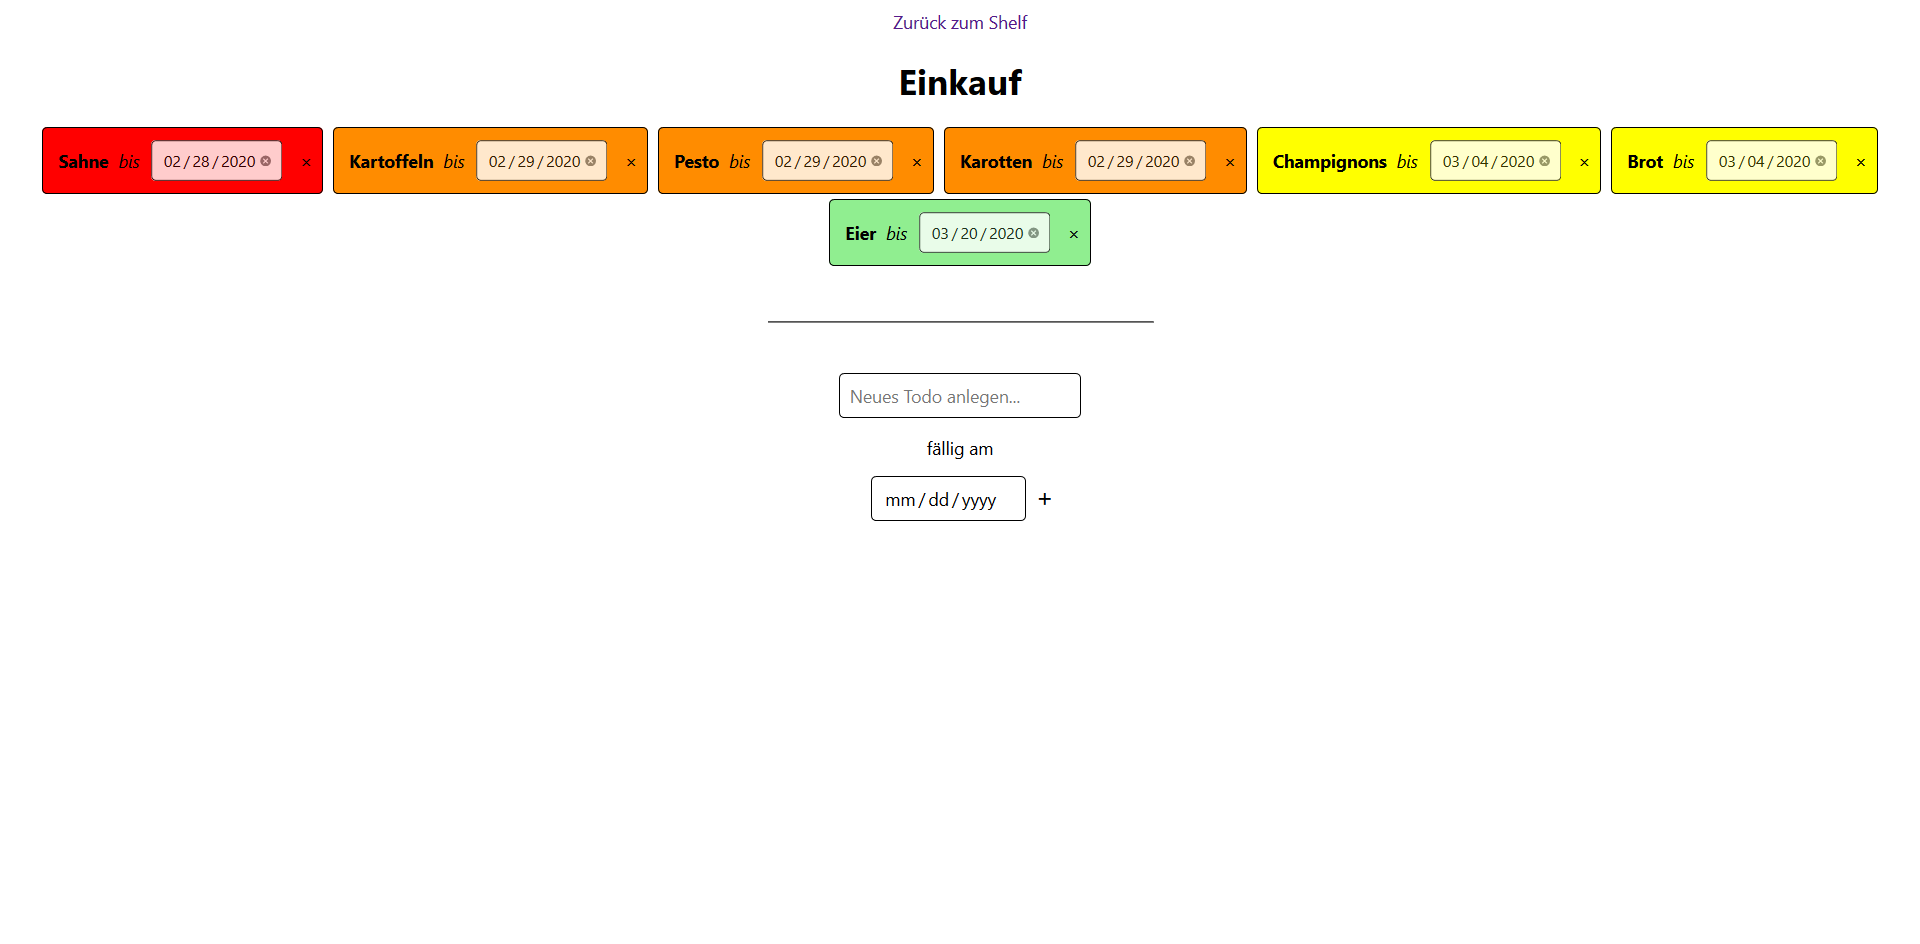 Zurück zum Shelf
Einkauf
Sahne bis 02/28/2020 × Kartoffeln bis 02/29/2020 × Pesto bis 02/29/2020 × Karotten bis 02/29/2020 × Champignons bis 03/04/2020 × Brot bis 03/04/2020 ×
Eier bis 03/20/2020 ×
Neues Todo anlegen...
fällig am
mm/dd/yyyy +